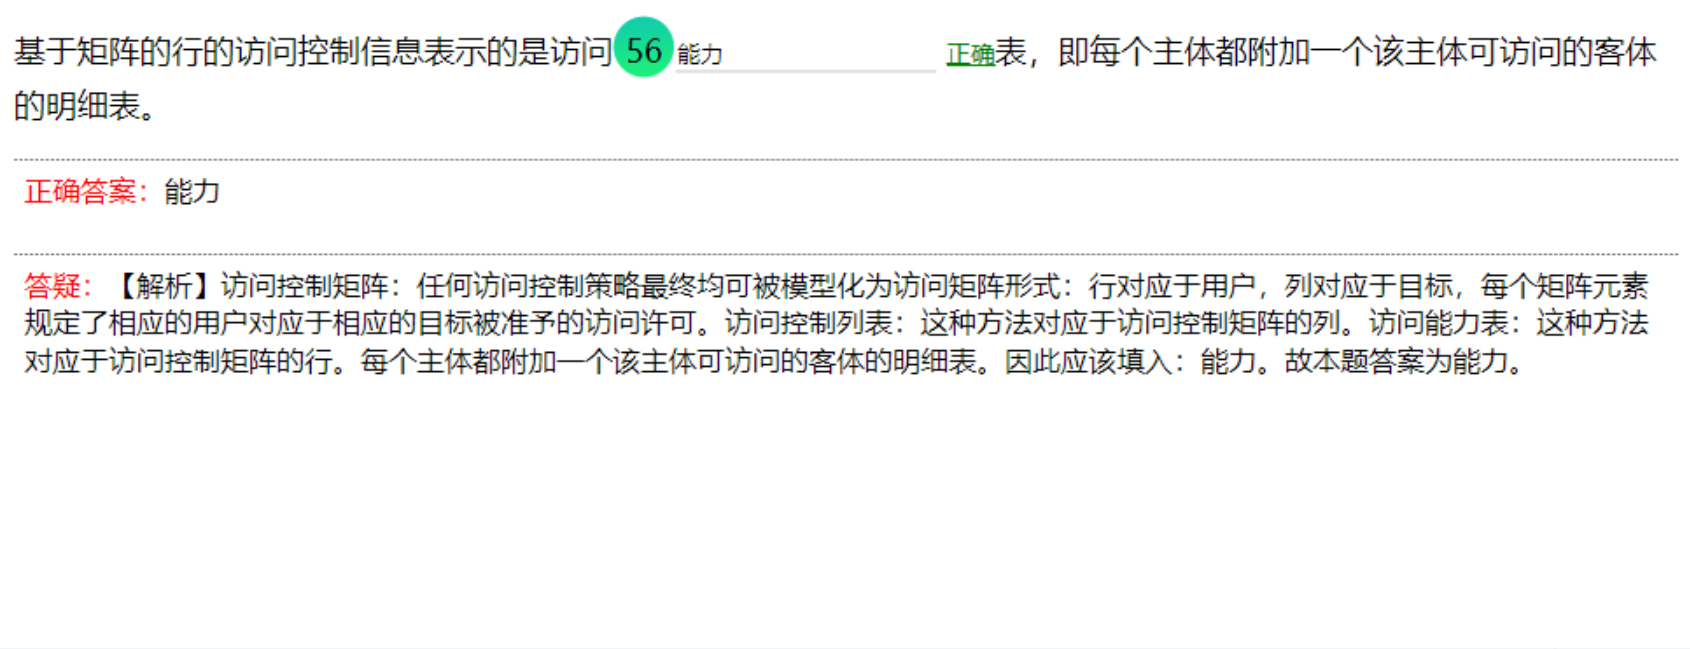 基于矩阵的行的访问控制信息表示的是访问56能力 正确表，即每个主体都附加一个该主体可访问的客体
的明细表。
正确答案：能力
答疑：【解析】访问控制矩阵：任何访问控制策略最终均可被模型化为访问矩阵形式：行对应于用户，列对应于目标，每个矩阵元素
规定了相应的用户对应于相应的目标被准予的访问许可。访问控制列表：这种方法对应于访问控制矩阵的列。访问能力表：这种方法
对应于访问控制矩阵的行。每个主体都附加一个该主体可访问的客体的明细表。因此应该填入：能力。故本题答案为能力。